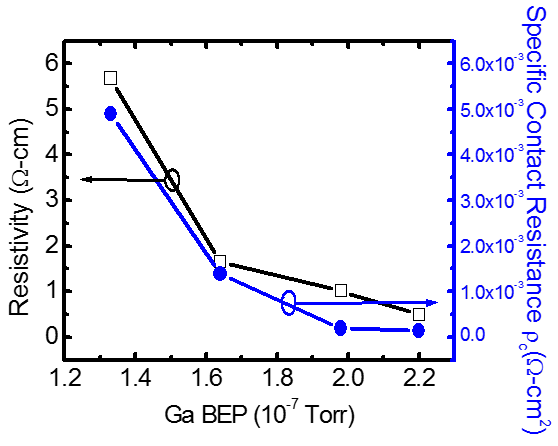 Resistivity (Ω-cm)
6
5
4
3
2
1
0
1.2 1.4 1.6 1.8 2.0 2.2
Ga BEP (10⁻⁷ Torr)
6.0x10⁻³
5.0x10⁻³
4.0x10⁻³
3.0x10⁻³
2.0x10⁻³
1.0x10⁻³
0.0
Specific Contact Resistance ρc(Ω-cm²)